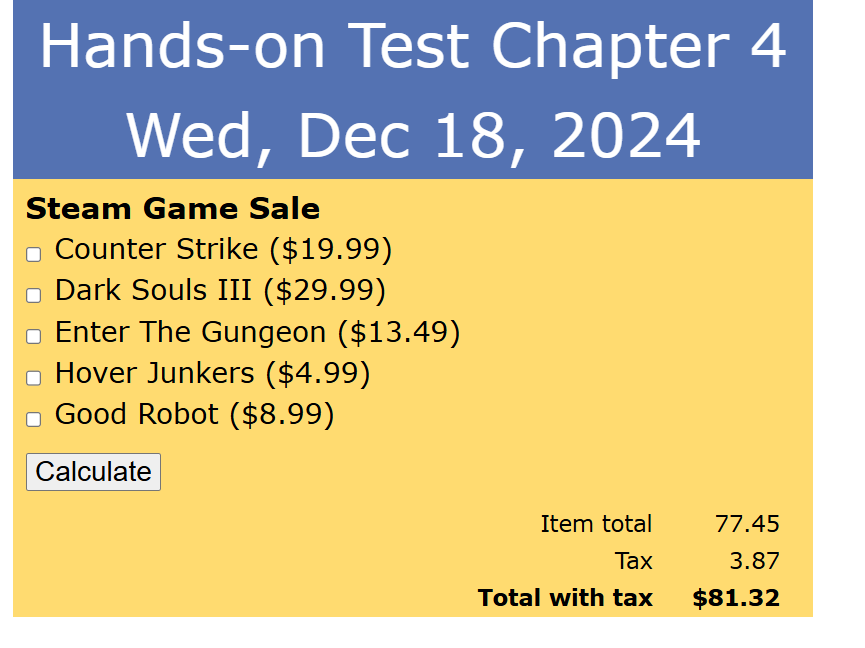 Hands-on Test Chapter 4
Wed, Dec 18, 2024
Steam Game Sale
Counter Strike ($19.99)
Dark Souls III ($29.99)
Enter The Gungeon ($13.49)
Hover Junkers ($4.99)
Good Robot ($8.99)
Calculate
Item total 77.45
Tax 3.87
Total with tax $81.32